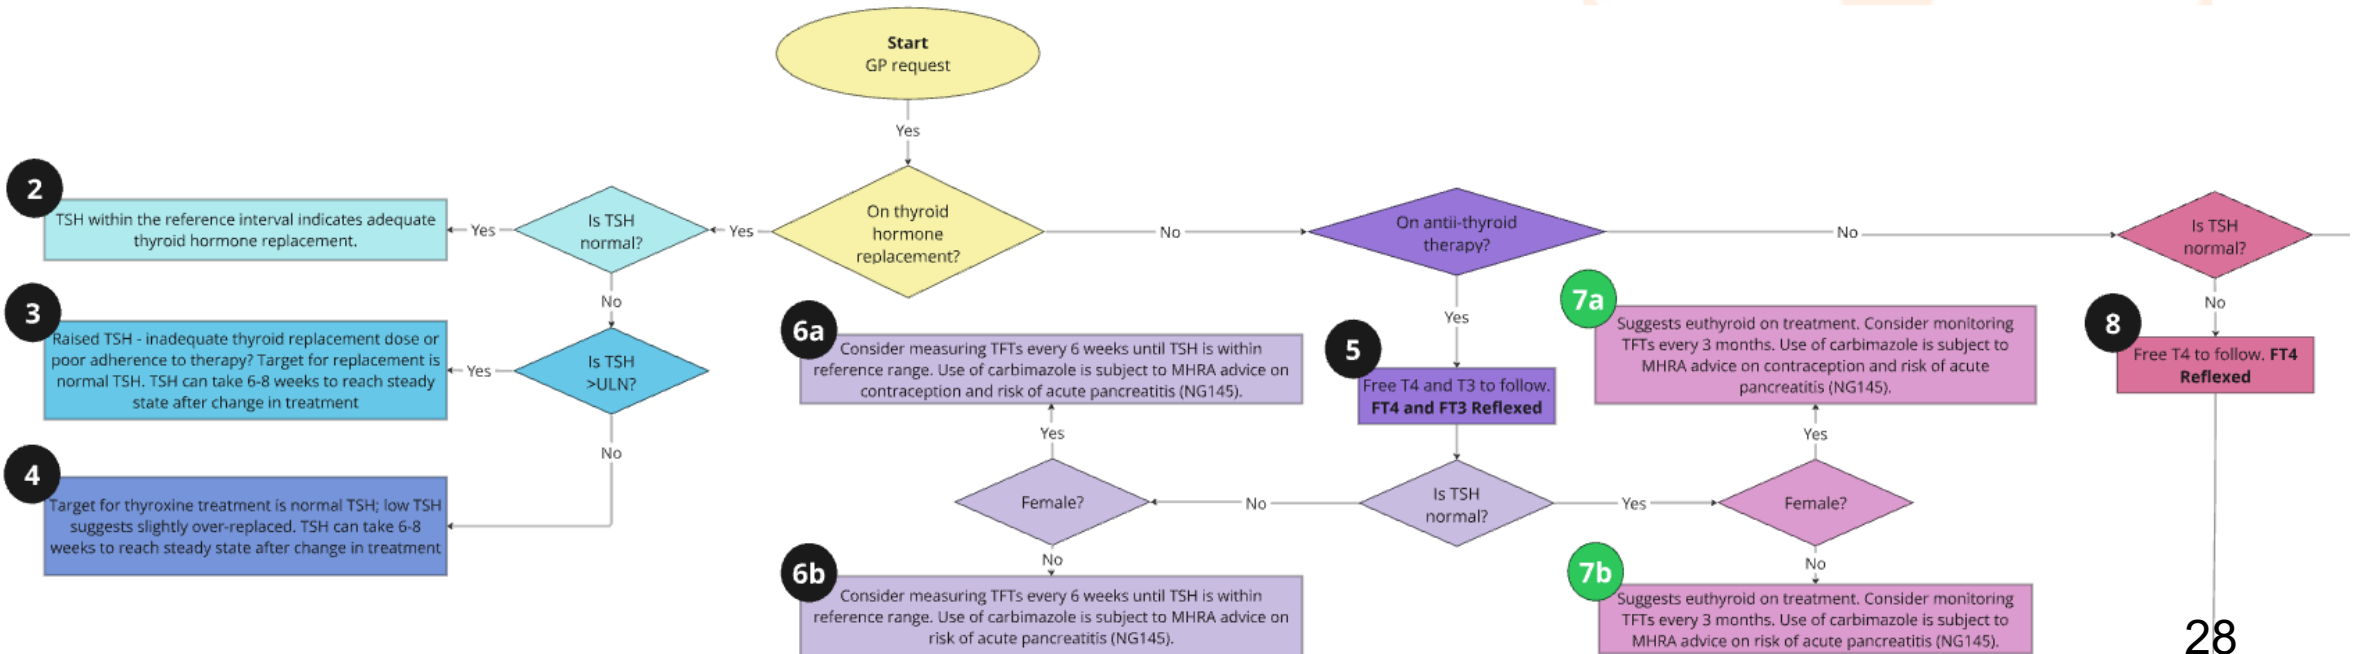 Start
GP request
Yes
2
TSH within the reference interval indicates adequate
thyroid hormone replacement.
Yes
Is TSH
normal?
Yes
On thyroid
hormone
replacement?
No
On antii-thyroid
therapy?
No
Is TSH
normal?
No
3
Raised TSH - inadequate thyroid replacement dose or
poor adherence to therapy? Target for replacement is
normal TSH. TSH can take 6-8 weeks to reach steady
state after change in treatment
Yes
Is TSH
>ULN?
No
4
Target for thyroxine treatment is normal TSH; low TSH
suggests slightly over-replaced. TSH can take 6-8
weeks to reach steady state after change in treatment
6a
Consider measuring TFTs every 6 weeks until TSH is within
reference range. Use of carbimazole is subject to MHRA advice on
contraception and risk of acute pancreatitis (NG145).
Yes
Female?
No
6b
Consider measuring TFTs every 6 weeks until TSH is within
reference range. Use of carbimazole is subject to MHRA advice on
risk of acute pancreatitis (NG145).
Yes
5
Free T4 and T3 to follow.
FT4 and FT3 Reflexed
No
Is TSH
normal?
Yes
7a
Suggests euthyroid on treatment. Consider monitoring
TFTs every 3 months. Use of carbimazole is subject to
MHRA advice on contraception and risk of acute
pancreatitis (NG145).
Yes
Female?
No
7b
Suggests euthyroid on treatment. Consider monitoring
TFTs every 3 months. Use of carbimazole is subject to
MHRA advice on risk of acute pancreatitis (NG145).
No
8
Free T4 to follow. FT4
Reflexed
28